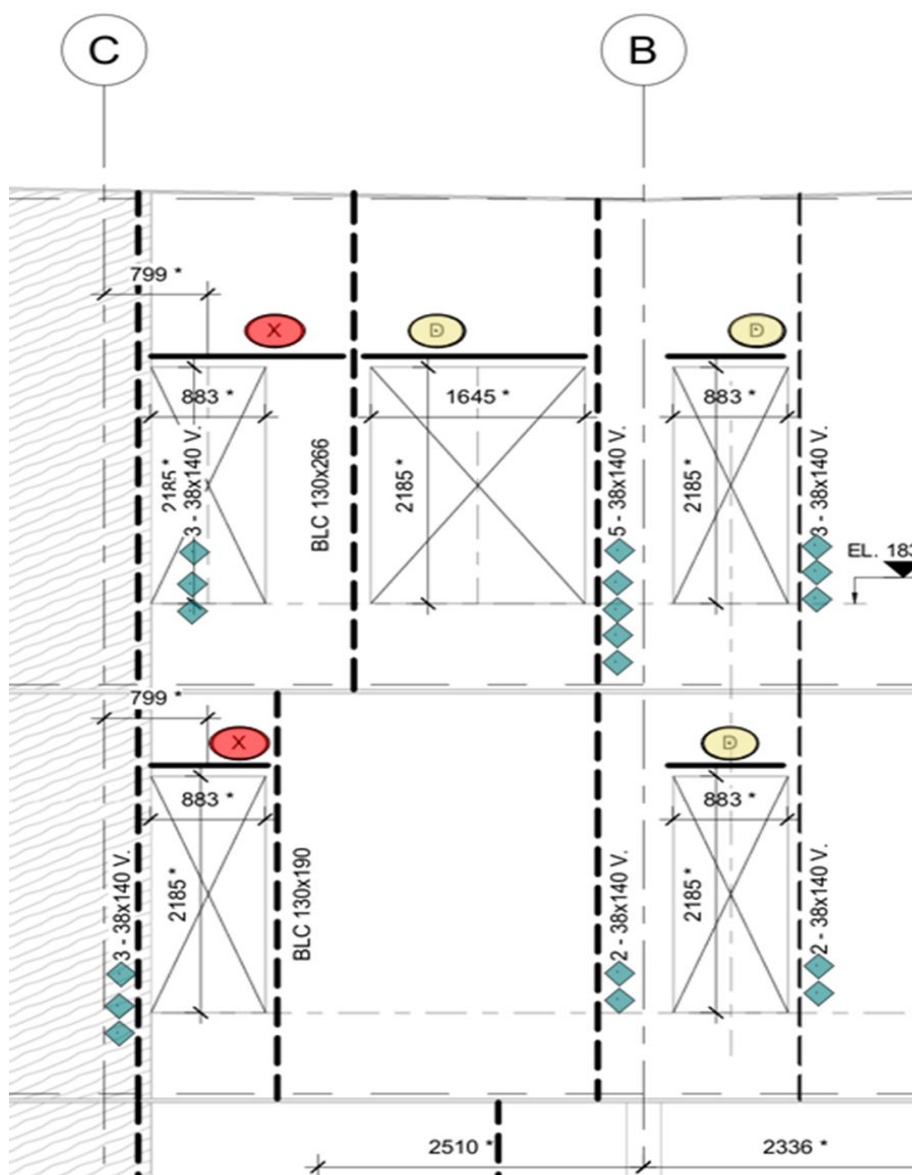 C
B
799 *
X
D
D
883 *
1645 *
883 *
2185 *
3 - 38x140 V.
BLC 130x266
2185 *
5 - 38x140 V.
2185 *
3 - 38x140 V.
EL. 183
799 *
X
D
883 *
883 *
3 - 38x140 V.
2185 *
BLC 130x190
2 - 38x140 V.
2185 *
2 - 38x140 V.
2510 *
2336 *